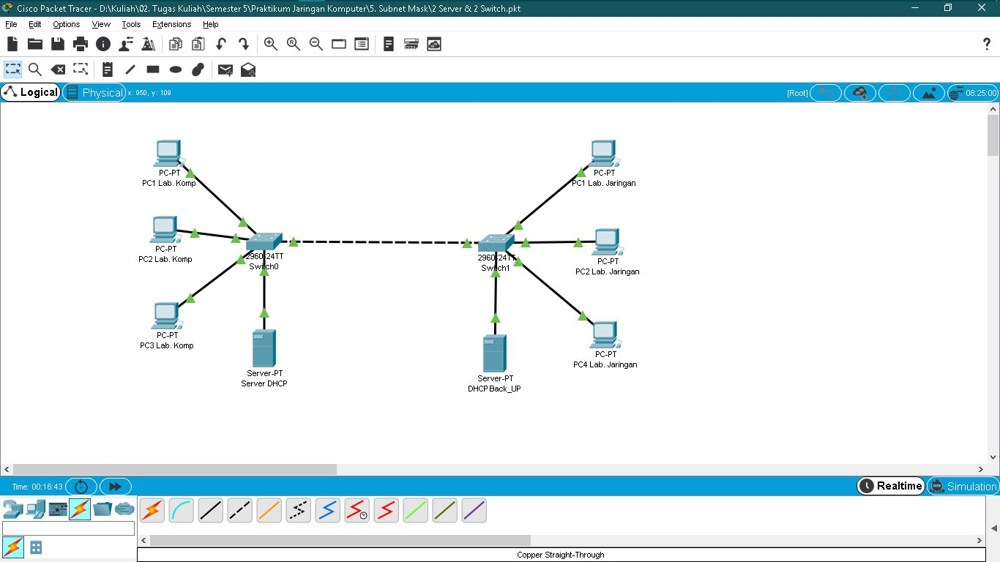 Cisco Packet Tracer - D:\Kuliah\02. Tugas Kuliah\Semester 5\Praktikum Jaringan Komputer\5. Subnet Mask\2 Server & 2 Switch.pkt
File Edit Options View Tools Extensions Help
Logical Physical x: 950, y: 109 [Root] 08:25:00
PC-PT
PC1 Lab. Komp
PC-PT
PC1 Lab. Jaringan
PC-PT
PC2 Lab. Komp
2960-24TT
Switch0
2960-24TT
Switch1
PC-PT
PC2 Lab. Jaringan
PC-PT
PC3 Lab. Komp
PC-PT
PC4 Lab. Jaringan
Server-PT
Server DHCP
Server-PT
DHCP Back_UP
Time: 00:16:43 Realtime Simulation
Copper Straight-Through